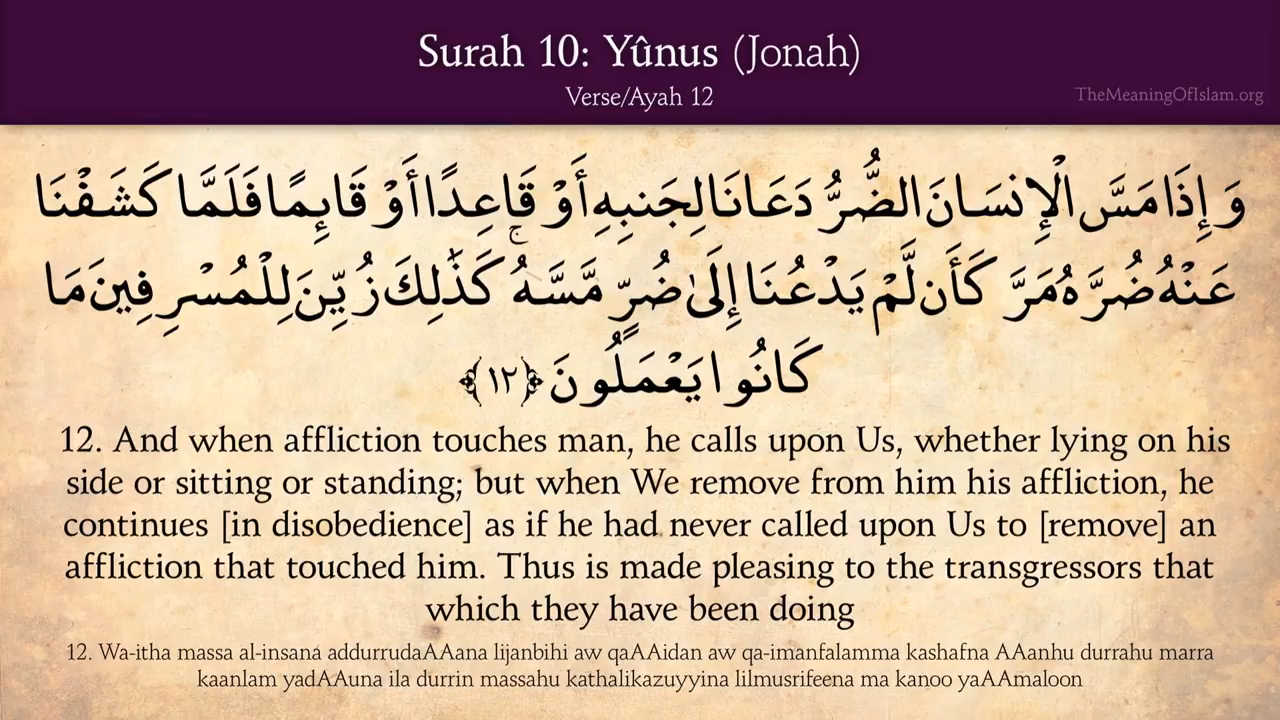 Surah 10: Yûnus (Jonah)
Verse/Ayah 12
TheMeaningOfIslam.org
وَإِذَا مَسَّ الْإِنسَانَ الضُّرُّ دَعَانَا لِجَنبِهِ أَوْ قَاعِدًا أَوْ قَائِمًا فَلَمَّا كَشَفْنَا
عَنْهُ ضُرَّهُ مَرَّ كَأَن لَّمْ يَدْعُنَا إِلَىٰ ضُرٍّ مَّسَّهُ ۚ كَذَٰلِكَ زُيِّنَ لِلْمُسْرِفِينَ مَا
كَانُوا يَعْمَلُونَ ﴿١٢﴾
12. And when affliction touches man, he calls upon Us, whether lying on his
side or sitting or standing; but when We remove from him his affliction, he
continues [in disobedience] as if he had never called upon Us to [remove] an
affliction that touched him. Thus is made pleasing to the transgressors that
which they have been doing
12. Wa-itha massa al-insana addurrudaAAana lijanbihi aw qaAAidan aw qa-imanfalamma kashafna AAanhu durrahu marra
kaanlam yadAAuna ila durrin massahu kathalikazuyyina lilmusrifeena ma kanoo yaAAmaloon